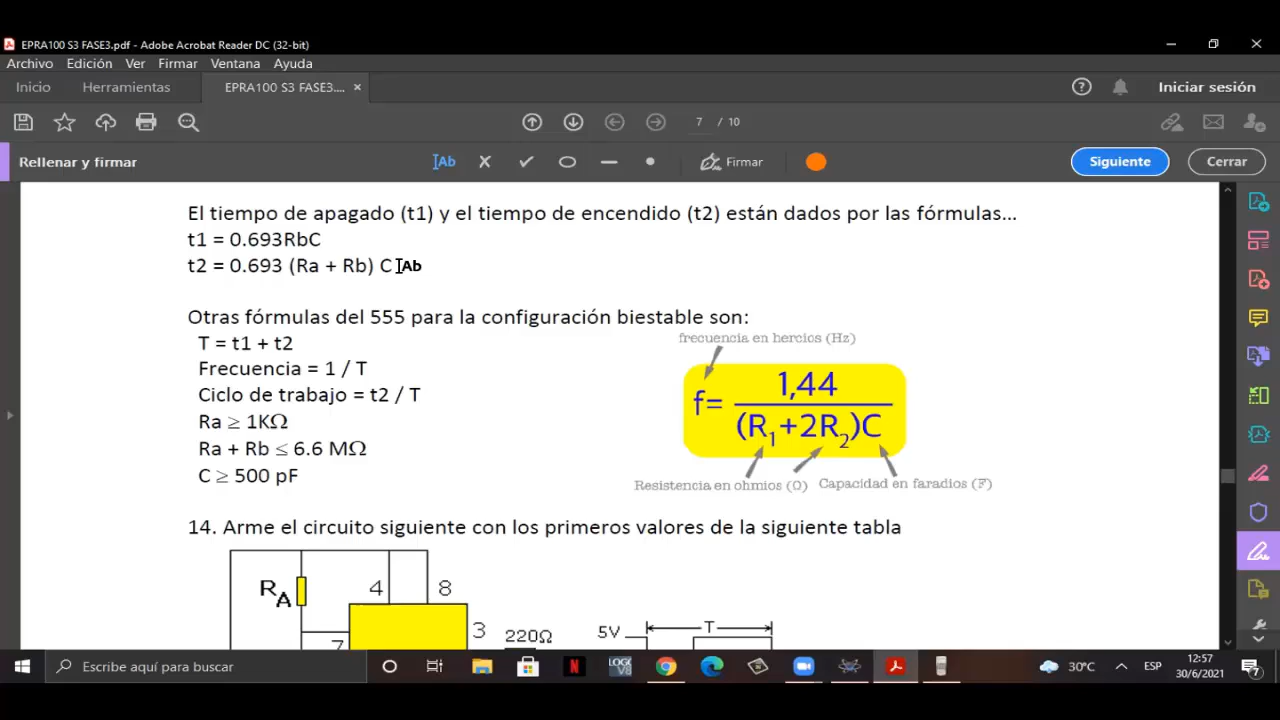 EPRA100 S3 FASE3.pdf - Adobe Acrobat Reader DC (32-bit)
Archivo Edición Ver Firmar Ventana Ayuda
Inicio Herramientas EPRA100 S3 FASE3.... × Iniciar sesión
7 / 10
Rellenar y firmar Ab Firmar Siguiente Cerrar
El tiempo de apagado (t1) y el tiempo de encendido (t2) están dados por las fórmulas...
t1 = 0.693RbC
t2 = 0.693 (Ra + Rb) C Ab
Otras fórmulas del 555 para la configuración biestable son:
T = t1 + t2
Frecuencia = 1 / T
Ciclo de trabajo = t2 / T
Ra ≥ 1KΩ
Ra + Rb ≤ 6.6 MΩ
C ≥ 500 pF
frecuencia en hercios (Hz)
f= 1,44
(R1+2R2)C
Resistencia en ohmios (Ω) Capacidad en faradios (F)
14. Arme el circuito siguiente con los primeros valores de la siguiente tabla
RA 4 8
3 220Ω 5V T
7
Escribe aquí para buscar 30°C ESP 12:57
30/6/2021 7